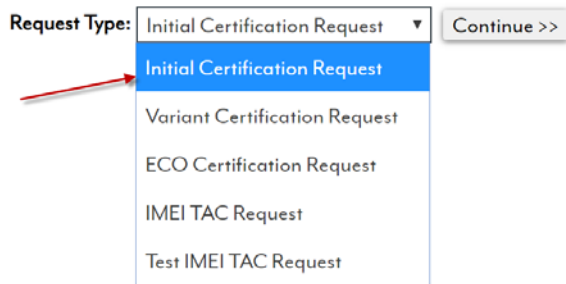 Request Type: Initial Certification Request ▼ Continue >>
Initial Certification Request
Variant Certification Request
ECO Certification Request
IMEI TAC Request
Test IMEI TAC Request